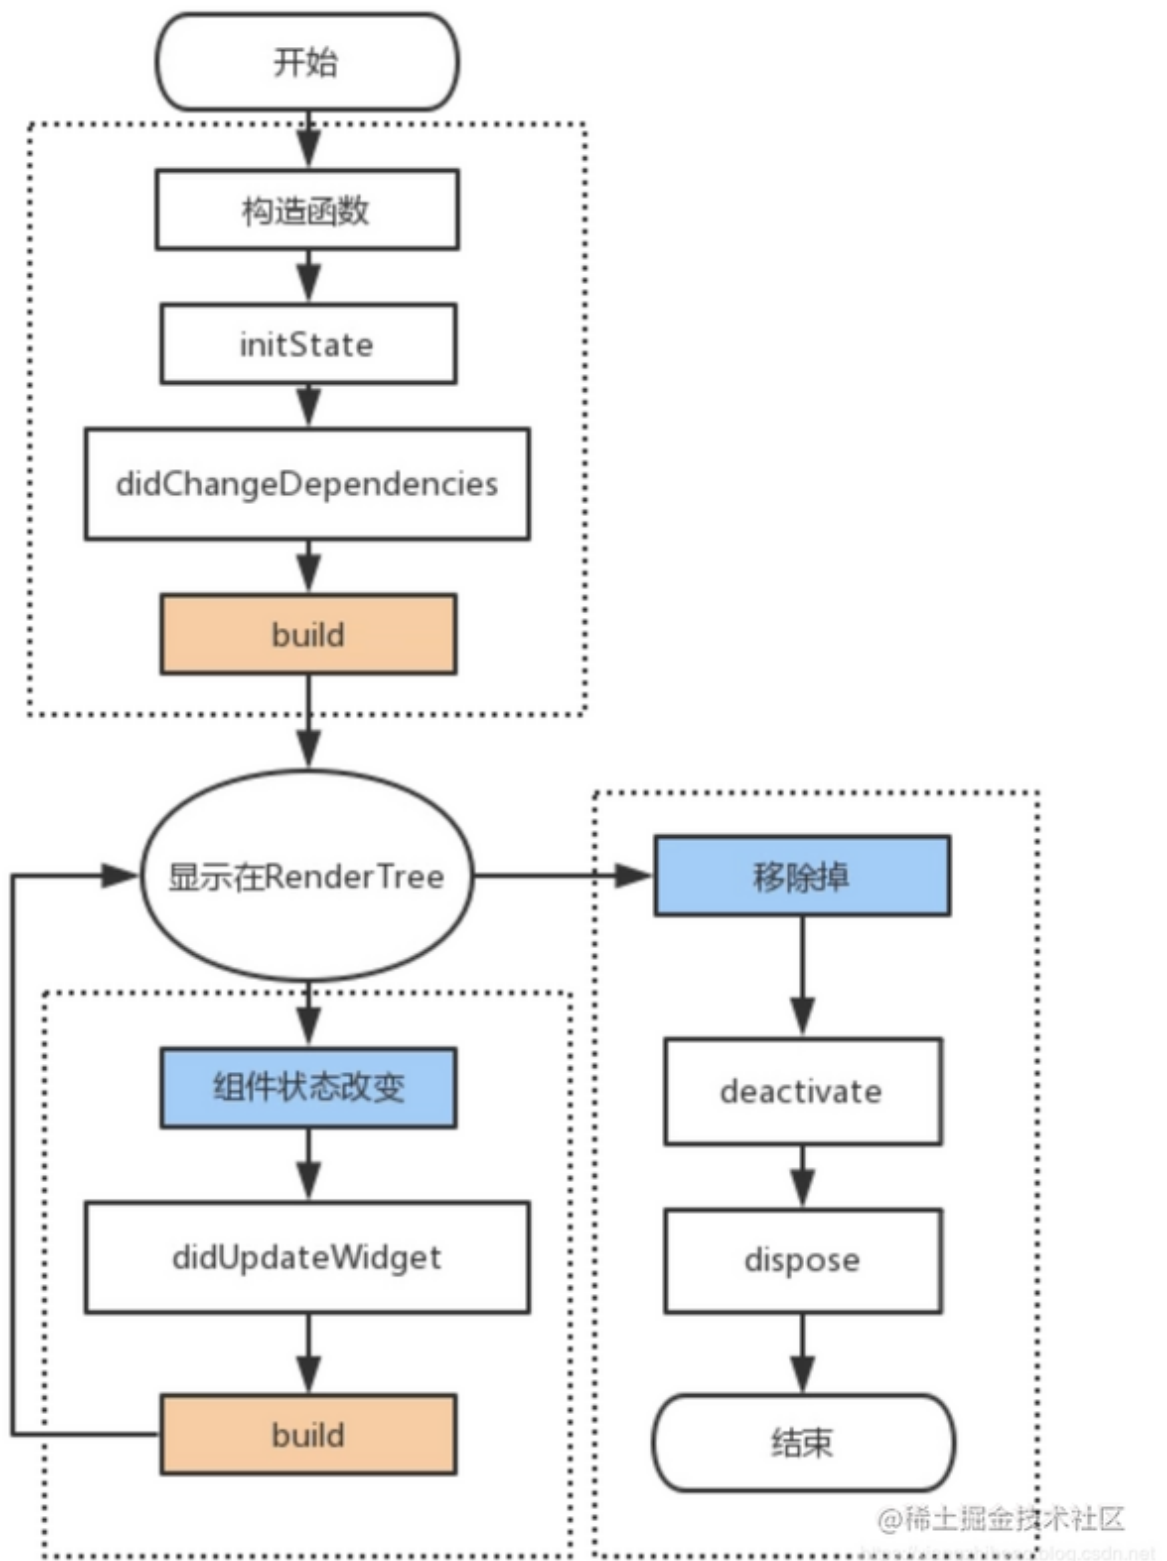 开始
构造函数
initState
didChangeDependencies
build
显示在RenderTree
移除掉
组件状态改变
deactivate
didUpdateWidget
dispose
build
结束
@稀土掘金技术社区